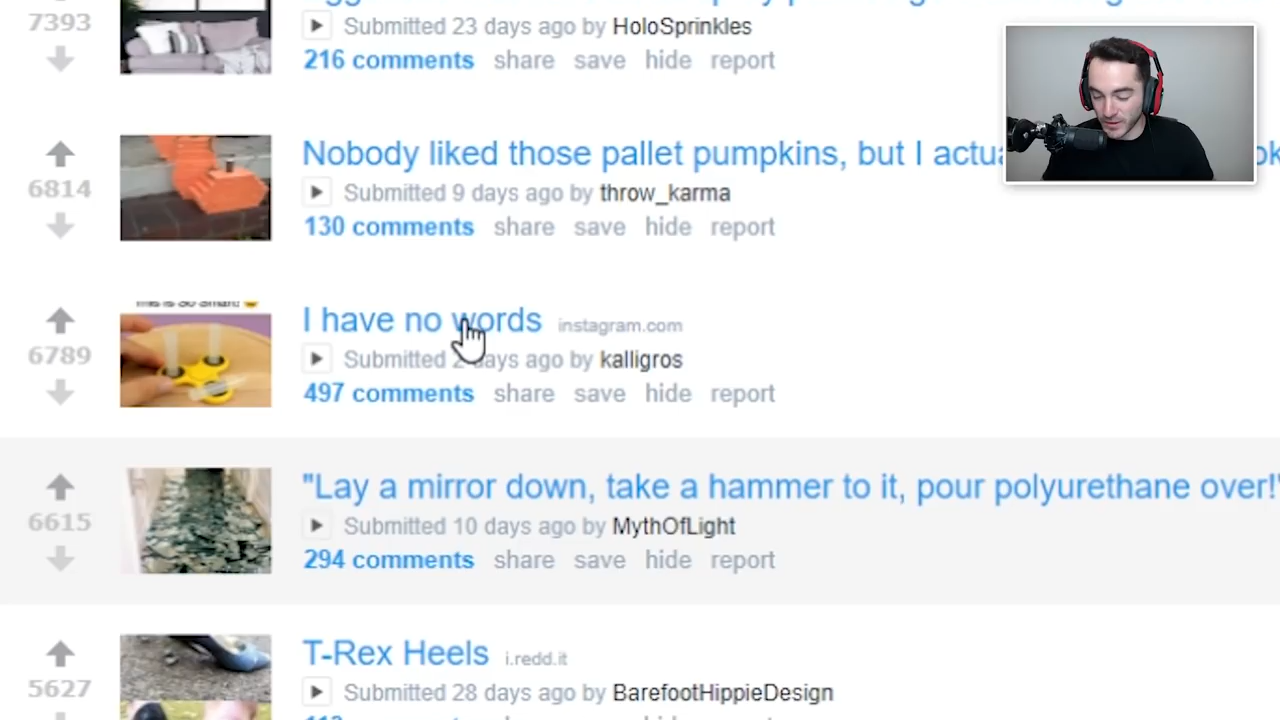 7393
Submitted 23 days ago by HoloSprinkles
216 comments share save hide report
Nobody liked those pallet pumpkins, but I
6814
Submitted 9 days ago by throw_karma
130 comments share save hide report
I have no words instagram.com
6789
Submitted 2 days ago by kalligros
497 comments share save hide report
"Lay a mirror down, take a hammer to it, pour polyurethane over!"
6615
Submitted 10 days ago by MythOfLight
294 comments share save hide report
T-Rex Heels i.redd.it
5627
Submitted 28 days ago by BarefootHippieDesign